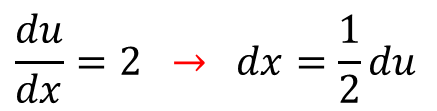 du/dx = 2 → dx = 1/2 du